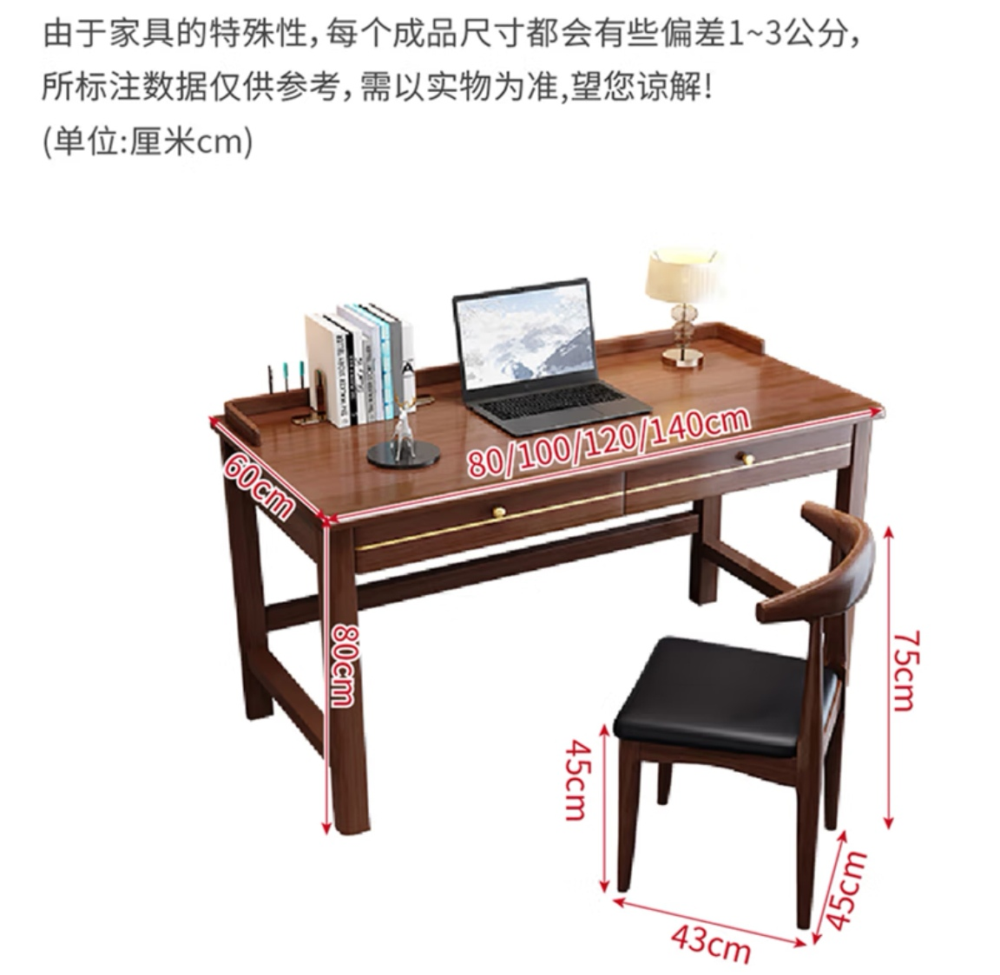 由于家具的特殊性,每个成品尺寸都会有些偏差1~3公分,
所标注数据仅供参考,需以实物为准,望您谅解!
(单位:厘米cm)
80/100/120/140cm
60cm
80cm
75cm
45cm
45cm
43cm